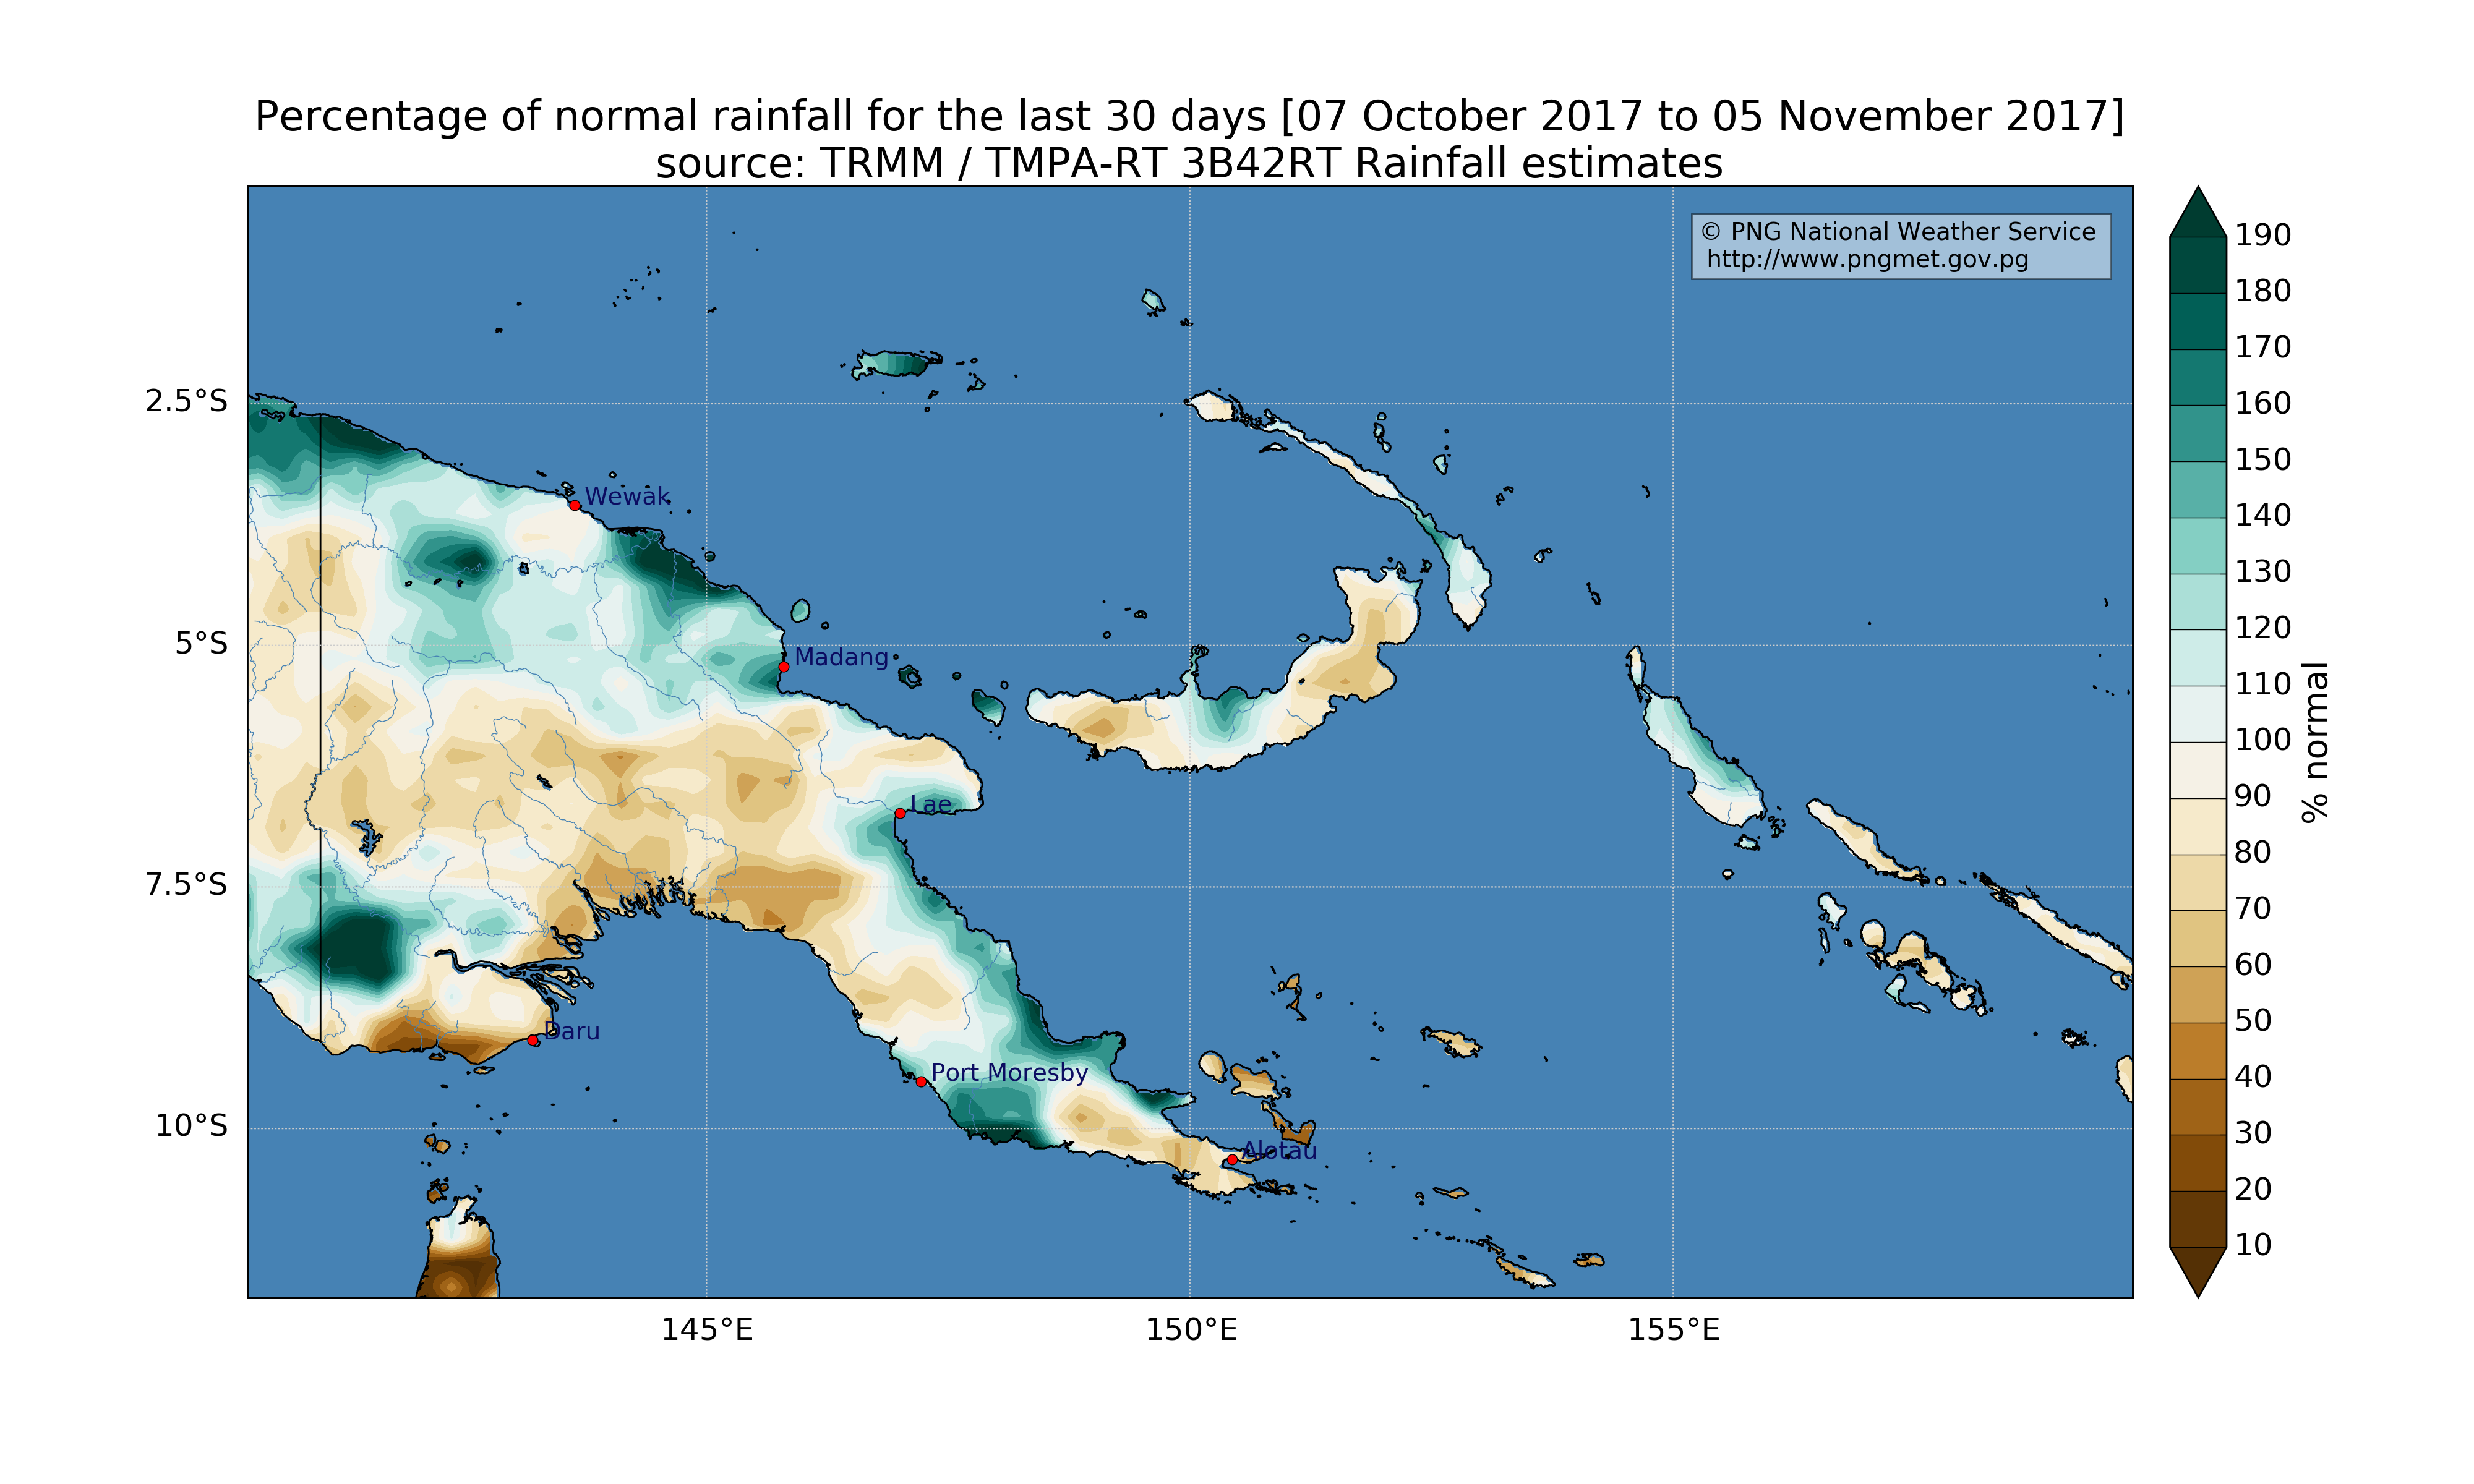 Percentage of normal rainfall for the last 30 days [07 October 2017 to 05 November 2017]
source: TRMM / TMPA-RT 3B42RT Rainfall estimates
© PNG National Weather Service
http://www.pngmet.gov.pg
2.5°S
5°S
7.5°S
10°S
Wewak
Madang
Lae
Daru
Port Moresby
Alotau
145°E
150°E
155°E
190
180
170
160
150
140
130
120
110
100
90
80
70
60
50
40
30
20
10
% normal